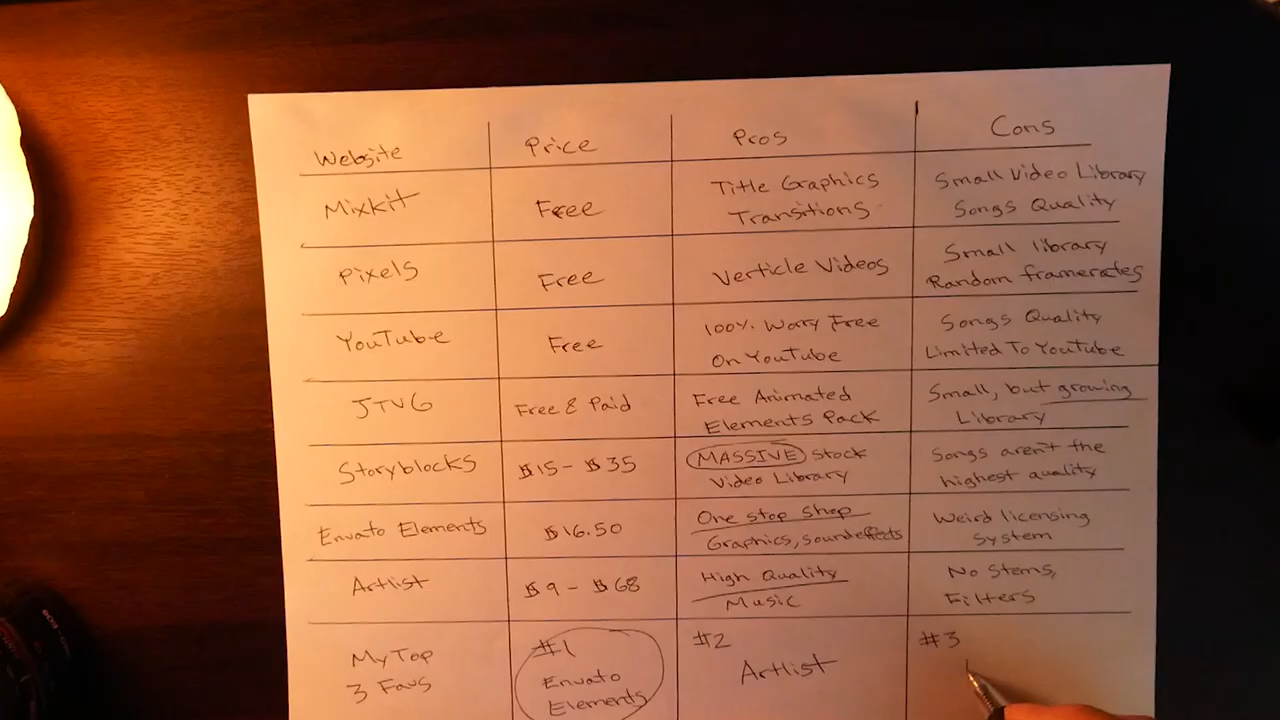 Website Price Pros Cons
Mixkit Free Title Graphics Small Video Library
Transitions Songs Quality
Pixels Free Verticle Videos Small library
Random framerates
YouTube Free 100% Worry Free Songs Quality
On YouTube Limited To YouTube
JTVG Free & Paid Free Animated Small, but growing
Elements Pack Library
Storyblocks $15 - $35 MASSIVE Stock Songs aren't the
Video Library highest quality
Envato Elements $16.50 One stop shop Weird licensing
Graphics, sound effects System
Artlist $9 - $68 High Quality No Stems,
Music Filters
My Top #1 #2 #3
3 Favs Envato Artlist
Elements